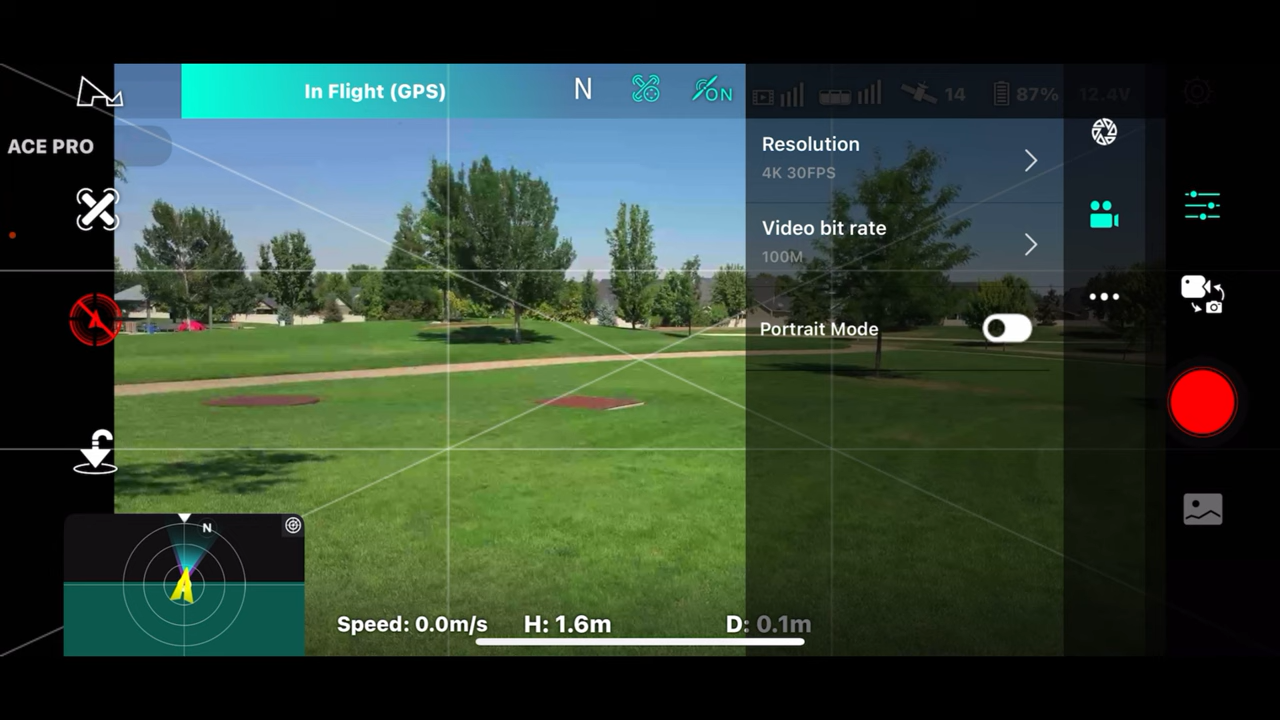 In Flight (GPS)
N
ON
14
87%
12.4V
ACE PRO
Resolution
4K 30FPS
Video bit rate
100M
Portrait Mode
N
Speed: 0.0m/s
H: 1.6m
D: 0.1m